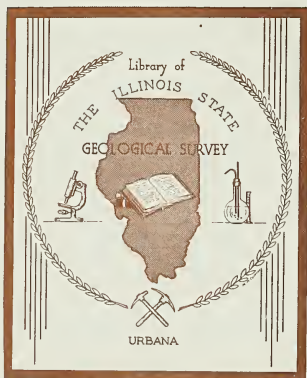 Library of
THE ILLINOIS STATE
GEOLOGICAL SURVEY
URBANA